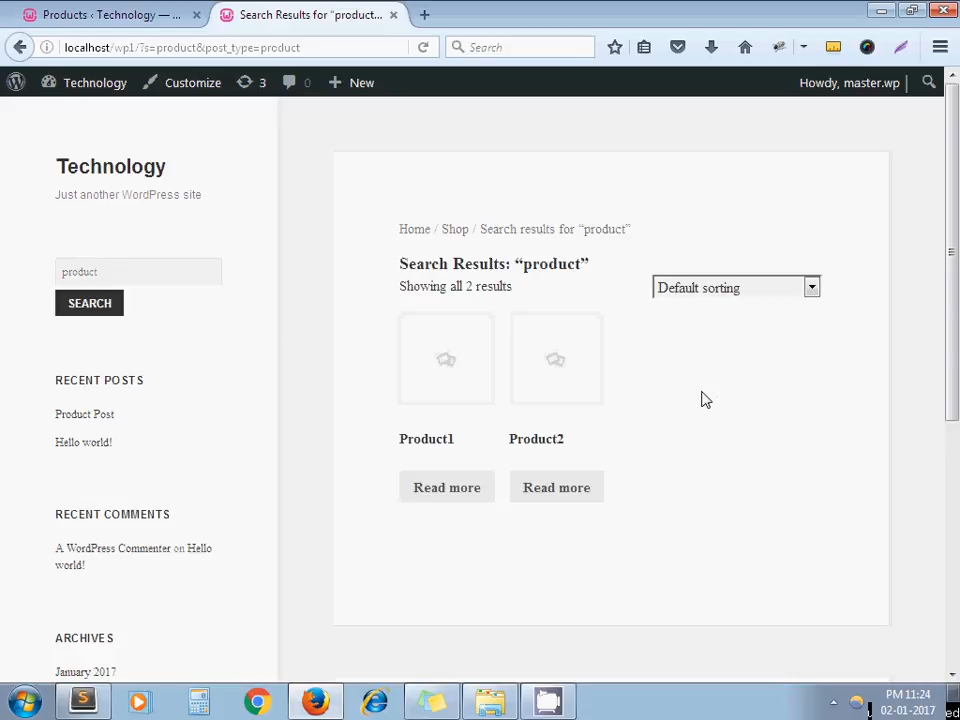 Products ‹ Technology — ...
Search Results for “product...
localhost/wp1/?s=product&post_type=product
Search
Technology
Customize
3
0
New
Howdy, master.wp
Technology
Just another WordPress site
product
SEARCH
RECENT POSTS
Product Post
Hello world!
RECENT COMMENTS
A WordPress Commenter on Hello
world!
ARCHIVES
January 2017
Home / Shop / Search results for “product”
Search Results: “product”
Showing all 2 results
Default sorting
Product1
Product2
Read more
Read more
PM 11:24
02-01-2017